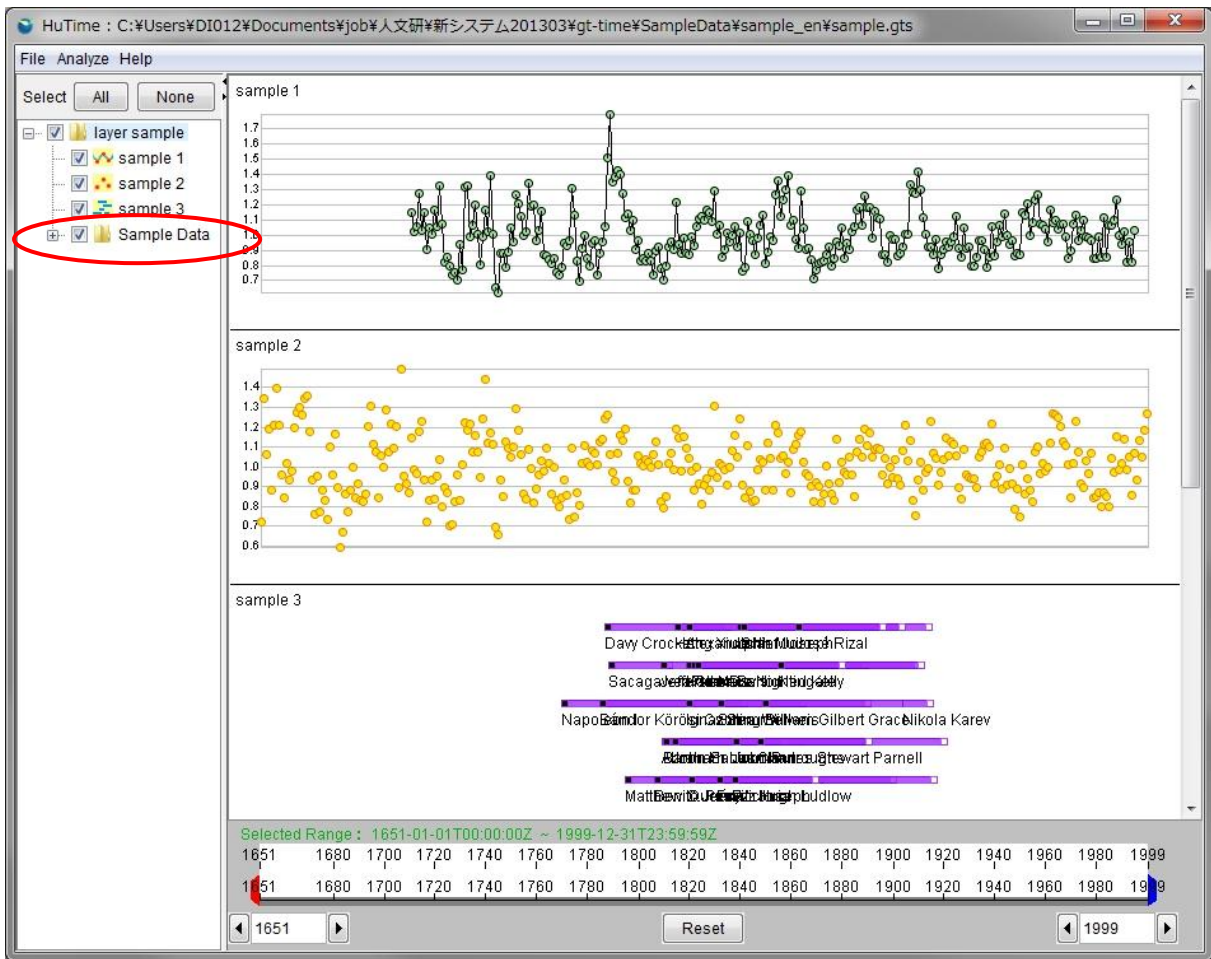 HuTime : C:¥Users¥DI012¥Documents¥job¥人文研¥新システム201303¥gt-time¥SampleData¥sample_en¥sample.gts
File Analyze Help
Select All None
layer sample
sample 1
sample 2
sample 3
Sample Data
sample 1
1.7
1.6
1.5
1.4
1.3
1.2
1.1
1.0
0.9
0.8
0.7
sample 2
1.4
1.3
1.2
1.1
1.0
0.9
0.8
0.7
0.6
sample 3
Davy Rizal
Kelly
Gilbert Grace Nikola Karev
Stewart Parnell
Ludlow
Selected Range : 1651-01-01T00:00:00Z ~ 1999-12-31T23:59:59Z
1651 1680 1700 1720 1740 1760 1780 1800 1820 1840 1860 1880 1900 1920 1940 1960 1980 1999
1651 1680 1700 1720 1740 1760 1780 1800 1820 1840 1860 1880 1900 1920 1940 1960 1980 1999
1651 Reset 1999